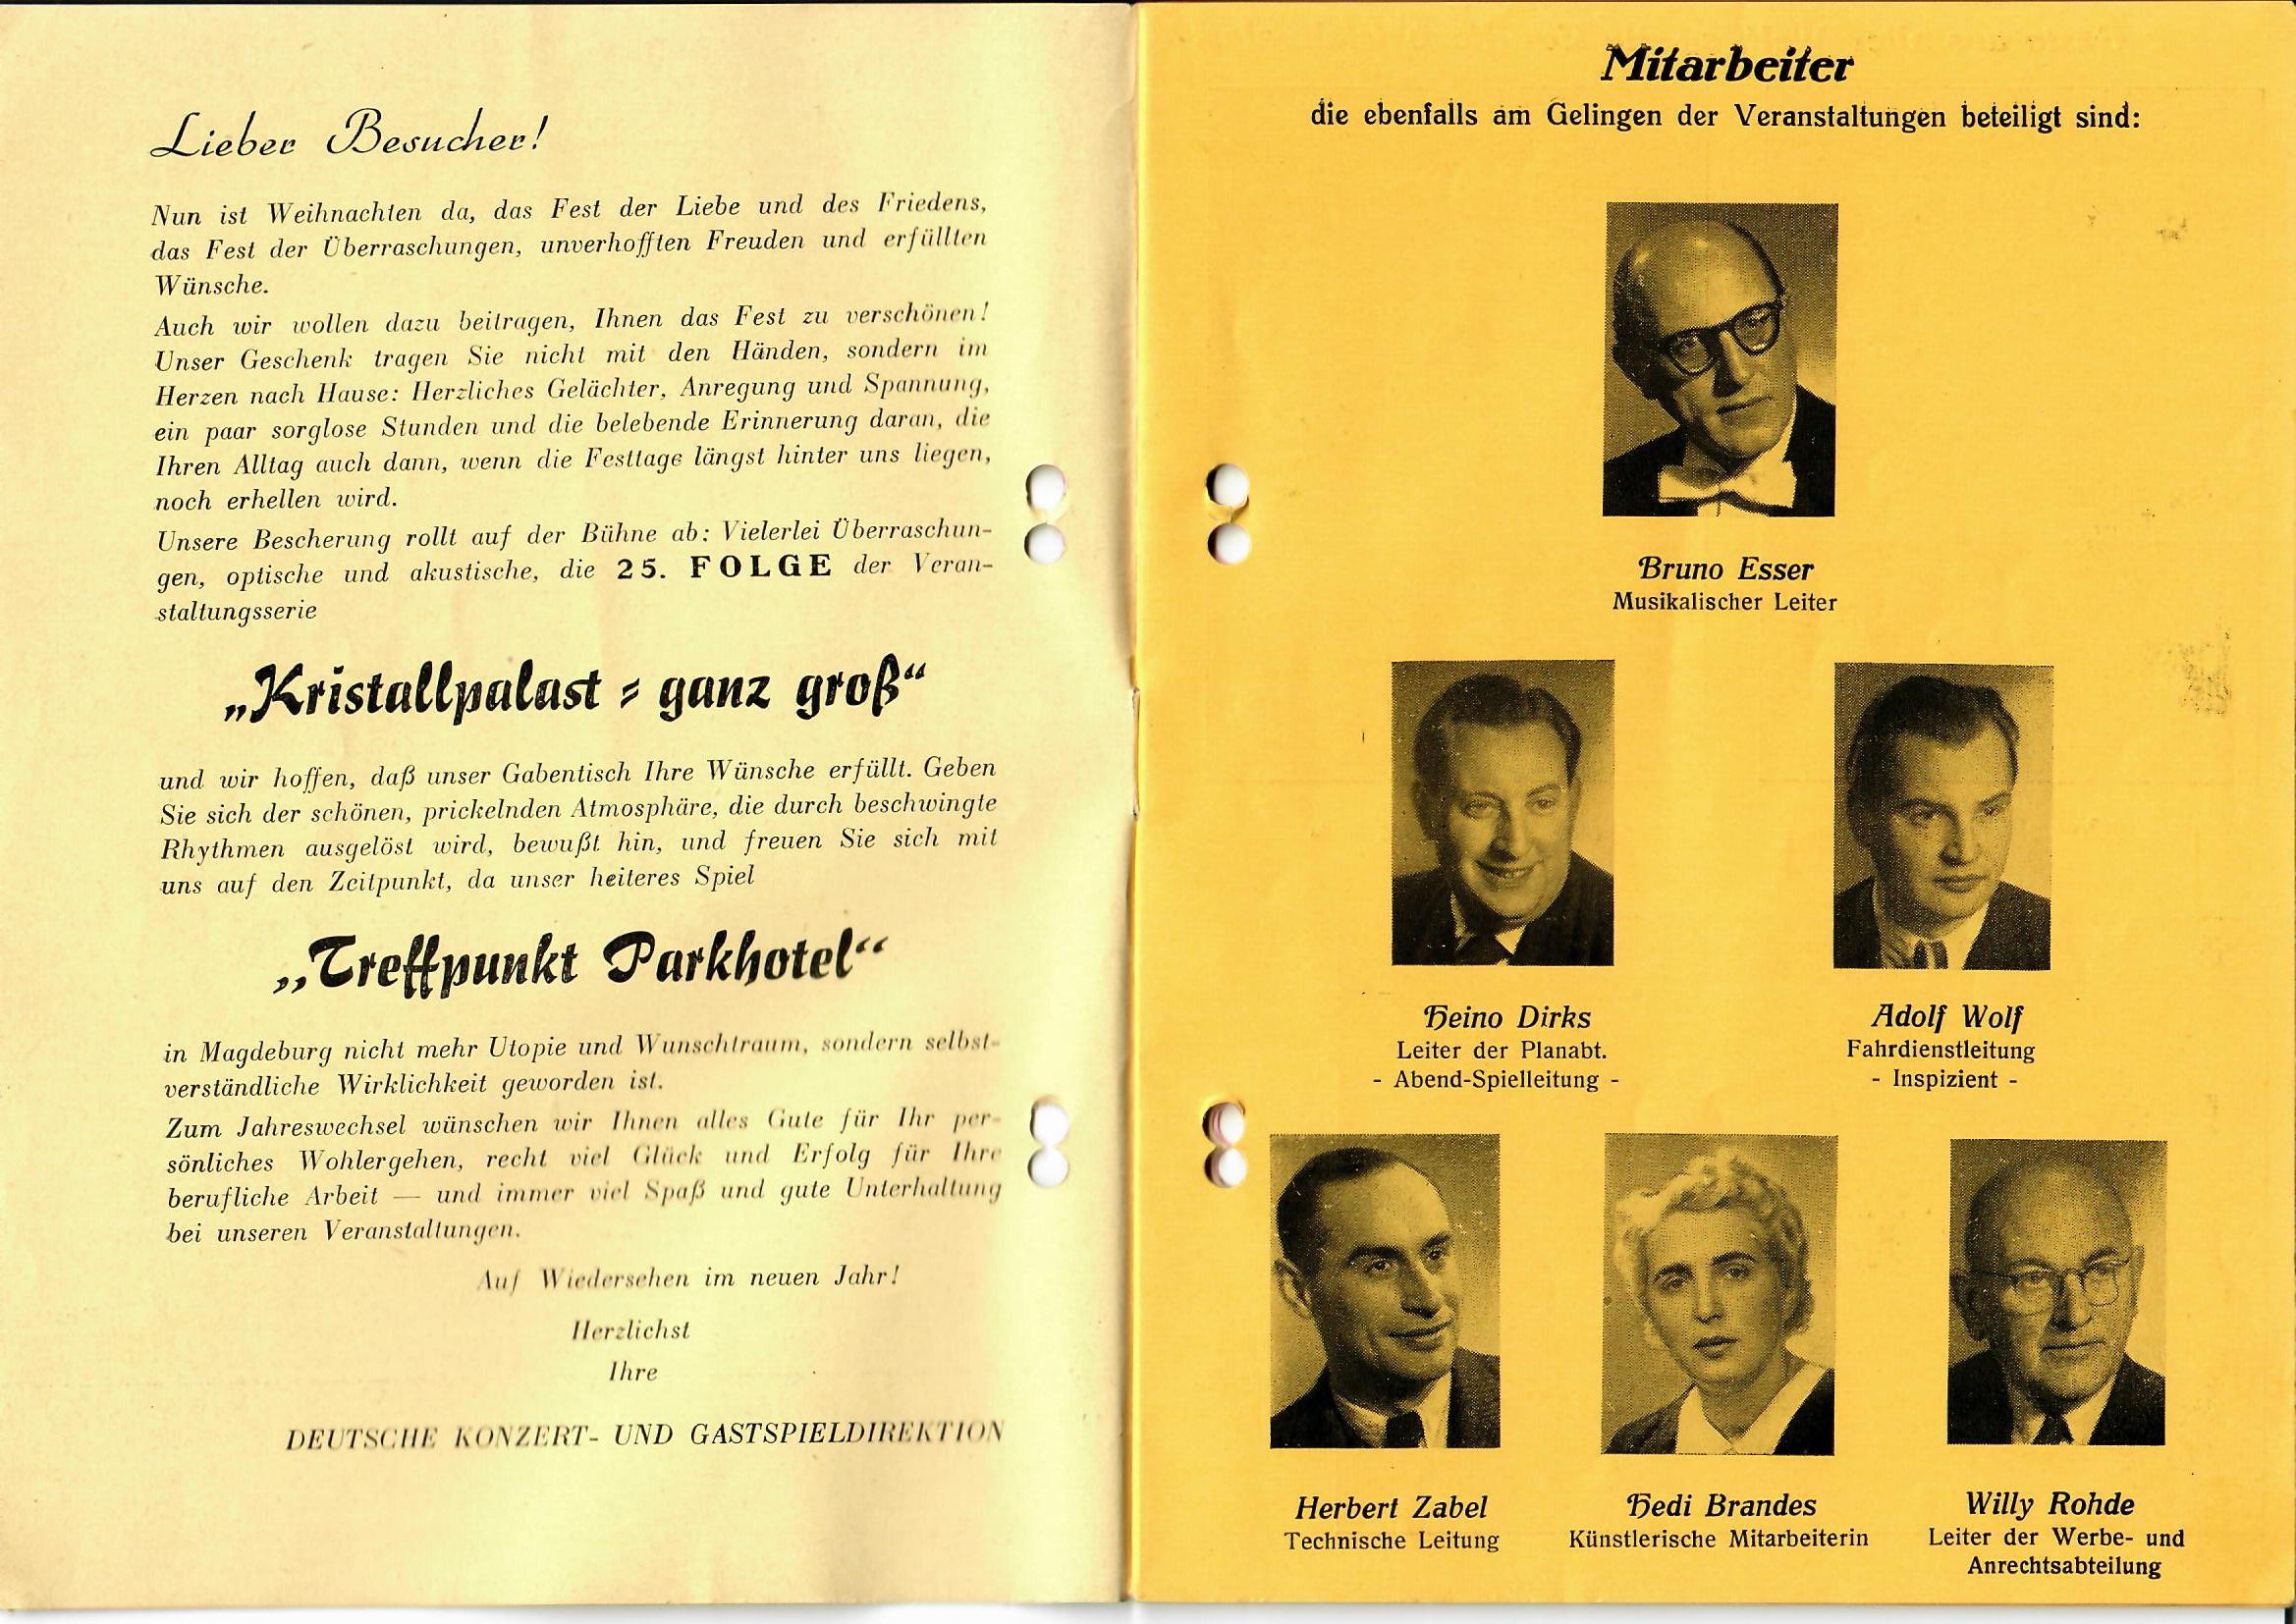 Lieber Besucher!
Nun ist Weihnachten da, das Fest der Liebe und des Friedens,
das Fest der Überraschungen, unverhofften Freuden und erfüllten
Wünsche.
Auch wir wollen dazu beitragen, Ihnen das Fest zu verschönen!
Unser Geschenk tragen Sie nicht mit den Händen, sondern im
Herzen nach Hause: Herzliches Gelächter, Anregung und Spannung,
ein paar sorglose Stunden und die belebende Erinnerung daran, die
Ihren Alltag auch dann, wenn die Festtage längst hinter uns liegen,
noch erhellen wird.
Unsere Bescherung rollt auf der Bühne ab: Vielerlei Überraschun-
gen, optische und akustische, die 25. FOLGE der Veran-
staltungsserie
„Kristallpalast - ganz groß“
und wir hoffen, daß unser Gabentisch Ihre Wünsche erfüllt. Geben
Sie sich der schönen, prickelnden Atmosphäre, die durch beschwingte
Rhythmen ausgelöst wird, bewußt hin, und freuen Sie sich mit
uns auf den Zeitpunkt, da unser heiteres Spiel
„Treffpunkt Parkhotel“
in Magdeburg nicht mehr Utopie und Wunschtraum, sondern selbst-
verständliche Wirklichkeit geworden ist.
Zum Jahreswechsel wünschen wir Ihnen alles Gute für Ihr per-
sönliches Wohlergehen, recht viel Glück und Erfolg für Ihre
berufliche Arbeit — und immer viel Spaß und gute Unterhaltung
bei unseren Veranstaltungen.
Auf Wiedersehen im neuen Jahr!
Herzlichst
Ihre
DEUTSCHE KONZERT- UND GASTSPIELDIREKTION
Mitarbeiter
die ebenfalls am Gelingen der Veranstaltungen beteiligt sind:
Bruno Esser
Musikalischer Leiter
Heino Dirks
Leiter der Planabt.
- Abend-Spielleitung -
Adolf Wolf
Fahrdienstleitung
- Inspizient -
Herbert Zabel
Technische Leitung
Hedi Brandes
Künstlerische Mitarbeiterin
Willy Rohde
Leiter der Werbe- und
Anrechtsabteilung